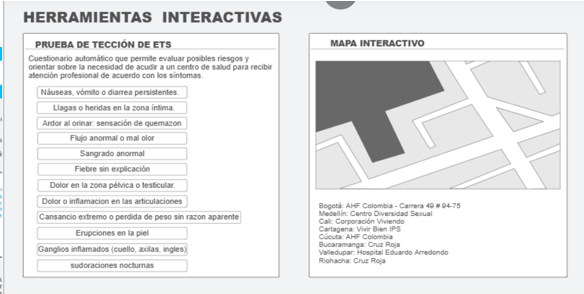 HERRAMIENTAS INTERACTIVAS
PRUEBA DE TECCIÓN DE ETS
Cuestionario automático que permite evaluar posibles riesgos y
orientar sobre la necesidad de acudir a un centro de salud para recibir
atención profesional de acuerdo con los síntomas.
Náuseas, vómito o diarrea persistentes.
Llagas o heridas en la zona íntima.
Ardor al orinar: sensación de quemazon
Flujo anormal o mal olor
Sangrado anormal
Fiebre sin explicación
Dolor en la zona pélvica o testicular.
Dolor o inflamacion en las articulaciones
Cansancio extremo o perdida de peso sin razon aparente
Erupciones en la piel
Ganglios inflamados (cuello, axilas, ingles)
sudoraciones nocturnas
MAPA INTERACTIVO
Bogotá: AHF Colombia - Carrera 49 # 94-75
Medellín: Centro Diversidad Sexual
Cali: Corporación Viviendo
Cartagena: Vivir Bien IPS
Cúcuta: AHF Colombia
Bucaramanga: Cruz Roja
Valledupar: Hospital Eduardo Arredondo
Riohacha: Cruz Roja